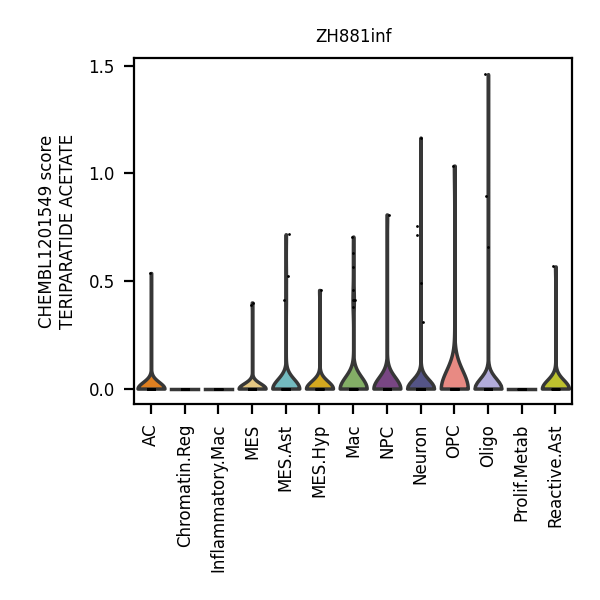 ZH881inf
CHEMBL1201549 score
TERIPARATIDE ACETATE
1.5
1.0
0.5
0.0
AC
Chromatin.Reg
Inflammatory.Mac
MES
MES.Ast
MES.Hyp
Mac
NPC
Neuron
OPC
Oligo
Prolif.Metab
Reactive.Ast